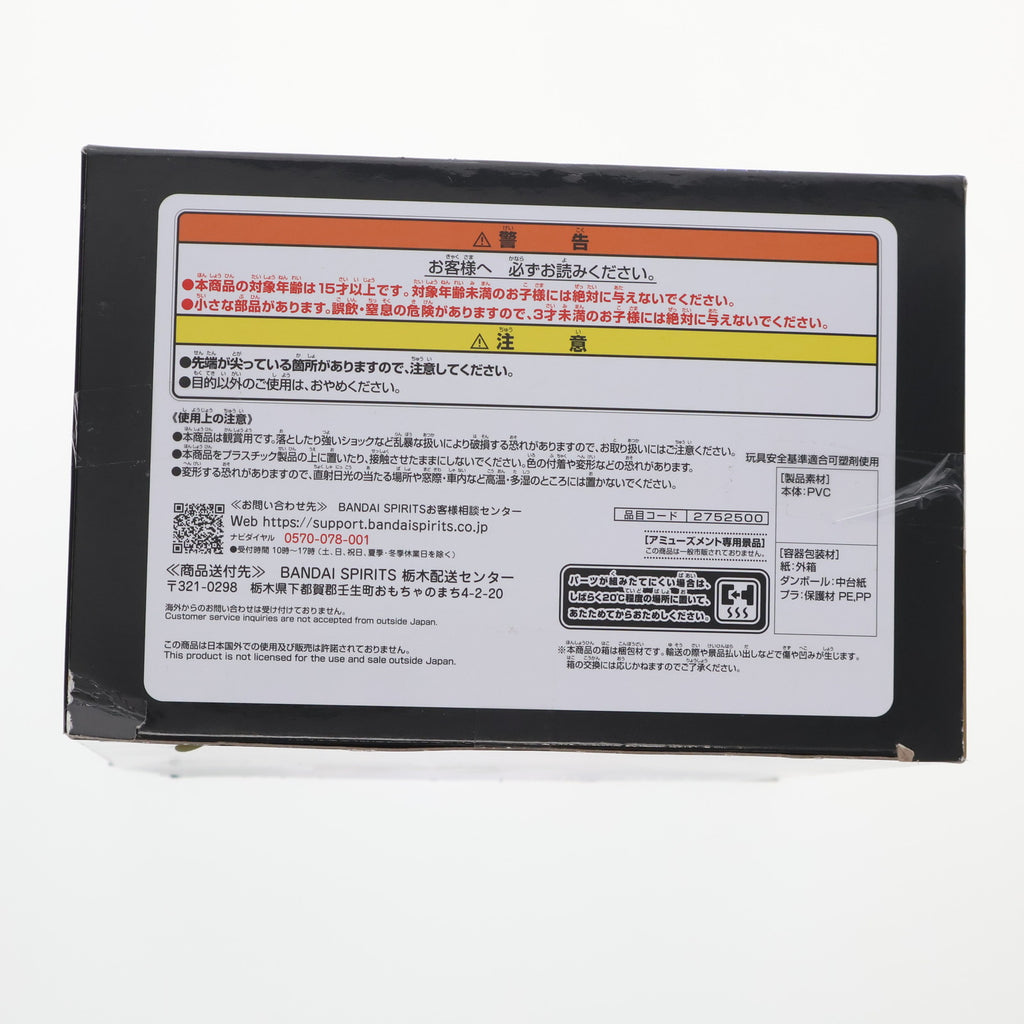 ⚠警 告
お客様へ 必ずお読みください。
●本商品の対象年齢は15才以上です。対象年齢未満のお子様には絶対に与えないでください。
●小さな部品があります。誤飲・窒息の危険がありますので、3才未満のお子様には絶対に与えないでください。
⚠注 意
●先端が尖っている箇所がありますので、注意してください。
●目的以外のご使用は、おやめください。
《使用上の注意》
●本商品は観賞用です。落としたり強いショックなど乱暴な扱いにより破損する恐れがありますので、お取り扱いにはご注意ください。
●本商品をプラスチック製品の上に置いたり、接触させたままにしないでください。色の付着や変形などの恐れがあります。
●変形する恐れがありますので、直射日光の当たる場所や窓際・車内など高温・多湿のところには置かないでください。
≪お問い合わせ先≫ BANDAI SPIRITSお客様相談センター
Web https://support.bandaispirits.co.jp
ナビダイヤル 0570-078-001
●受付時間 10時〜17時(土、日、祝日、夏季・冬季休業日を除く)
≪商品送付先≫ BANDAI SPIRITS 栃木配送センター
〒321-0298 栃木県下都賀郡壬生町おもちゃのまち4-2-20
海外からのお問い合わせは受け付けておりません。
Customer service inquiries are not accepted from outside Japan.
この商品は日本国外での使用及び販売は許諾されておりません。
This product is not licensed for the use and sale outside Japan.
玩具安全基準適合可塑剤使用
[製品素材]
本体:PVC
[容器包装材]
紙:外箱
ダンボール:中台紙
プラ:保護材 PE,PP
品目コード 2752500
[アミューズメント専用景品]
この商品は一般市販されておりません。
パーツが組みたてにくい場合は、
しばらく20℃程度の場所に置いて、
あたためてからおためしください。
※本商品の箱は梱包材です。輸送の際や景品払い出しなどで傷や凹みが生じます。
箱の交換には応じかねますのでご了承ください。